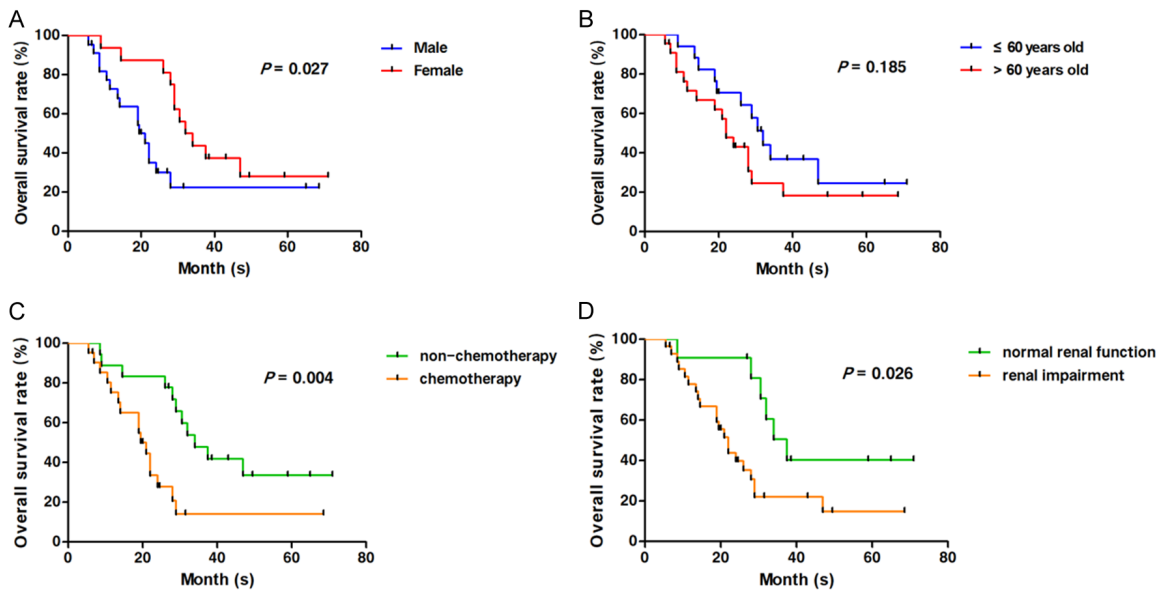 A
100
80
60
40
20
0
0 20 40 60 80
Overall survival rate (%)
Month (s)
P = 0.027
Male
Female
B
100
80
60
40
20
0
0 20 40 60 80
Overall survival rate (%)
Month (s)
P = 0.185
≤ 60 years old
> 60 years old
C
100
80
60
40
20
0
0 20 40 60 80
Overall survival rate (%)
Month (s)
P = 0.004
non-chemotherapy
chemotherapy
D
100
80
60
40
20
0
0 20 40 60 80
Overall survival rate (%)
Month (s)
P = 0.026
normal renal function
renal impairment